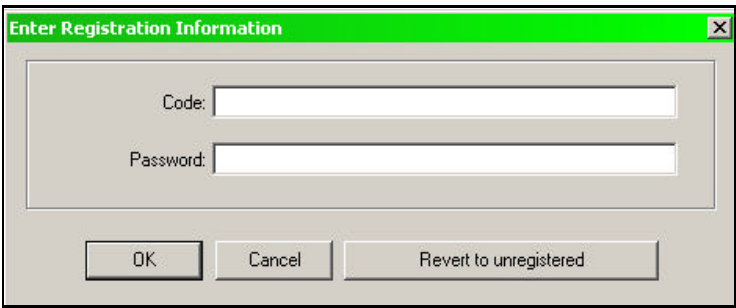 Enter Registration Information
Code:
Password:
OK Cancel Revert to unregistered